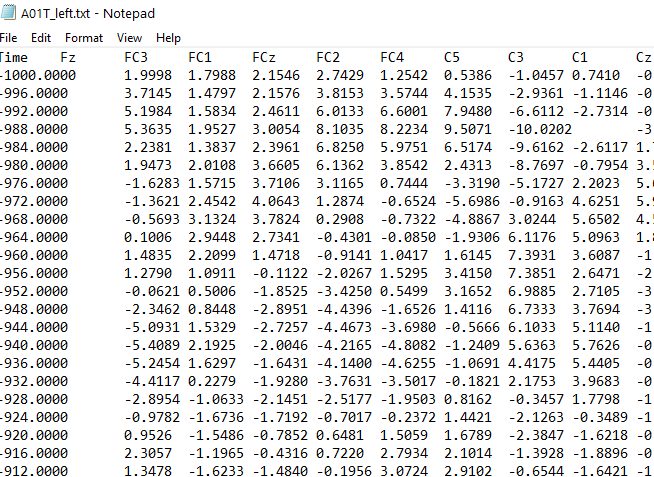 A01T_left.txt - Notepad
File Edit Format View Help
Time Fz FC3 FC1 FCz FC2 FC4 C5 C3 C1 Cz
-1000.0000 1.9998 1.7988 2.1546 2.7429 1.2542 0.5386 -1.0457 0.7410 -0
-996.0000 3.7145 1.4797 2.1576 3.8153 3.5744 4.1535 -2.9361 -1.1146 -0
-992.0000 5.1984 1.5834 2.4611 6.0133 6.6001 7.9480 -6.6112 -2.7314 -0
-988.0000 5.3635 1.9527 3.0054 8.1035 8.2234 9.5071 -10.0202 -3
-984.0000 2.2381 1.3837 2.3961 6.8250 5.9751 6.5174 -9.6162 -2.6117 1.
-980.0000 1.9473 2.0108 3.6605 6.1362 3.8542 2.4313 -8.7697 -0.7954 3.
-976.0000 -1.6283 1.5715 3.7106 3.1165 0.7444 -3.3190 -5.1727 2.2023 5.
-972.0000 -1.3621 2.4542 4.0643 1.2874 -0.6524 -5.6986 -0.9163 4.6251 5.
-968.0000 -0.5693 3.1324 3.7824 0.2908 -0.7322 -4.8867 3.0244 5.6502 4.
-964.0000 0.1006 2.9448 2.7341 -0.4301 -0.0850 -1.9306 6.1176 5.0963 1.
-960.0000 1.4835 2.2099 1.4718 -0.9141 1.0417 1.6145 7.3931 3.6087 -1
-956.0000 1.2790 1.0911 -0.1122 -2.0267 1.5295 3.4150 7.3851 2.6471 -2
-952.0000 -0.0621 0.5006 -1.8525 -3.4250 0.5499 3.1652 6.9885 2.7105 -3
-948.0000 -2.3462 0.8448 -2.8951 -4.4396 -1.6526 1.4116 6.7333 3.7694 -3
-944.0000 -5.0931 1.5329 -2.7257 -4.4673 -3.6980 -0.5666 6.1033 5.1140 -1
-940.0000 -5.4089 2.1925 -2.0046 -4.2165 -4.8082 -1.2409 5.6363 5.7626 -0
-936.0000 -5.2454 1.6297 -1.6431 -4.1400 -4.6255 -1.0691 4.4175 5.4405 -0
-932.0000 -4.4117 0.2279 -1.9280 -3.7631 -3.5017 -0.1821 2.1753 3.9683 -0
-928.0000 -2.8954 -1.0633 -2.1451 -2.5177 -1.9503 0.8162 -0.3457 1.7798 -1
-924.0000 -0.9782 -1.6736 -1.7192 -0.7017 -0.2372 1.4421 -2.1263 -0.3489 -1
-920.0000 0.9526 -1.5486 -0.7852 0.6481 1.5059 1.6789 -2.3847 -1.6218 -0
-916.0000 2.3057 -1.1965 -0.4316 0.7220 2.7934 2.1014 -1.3928 -1.8896 -0
-912.0000 1.3478 -1.6233 -1.4840 -0.1956 3.0724 2.9102 -0.6544 -1.6421 -1